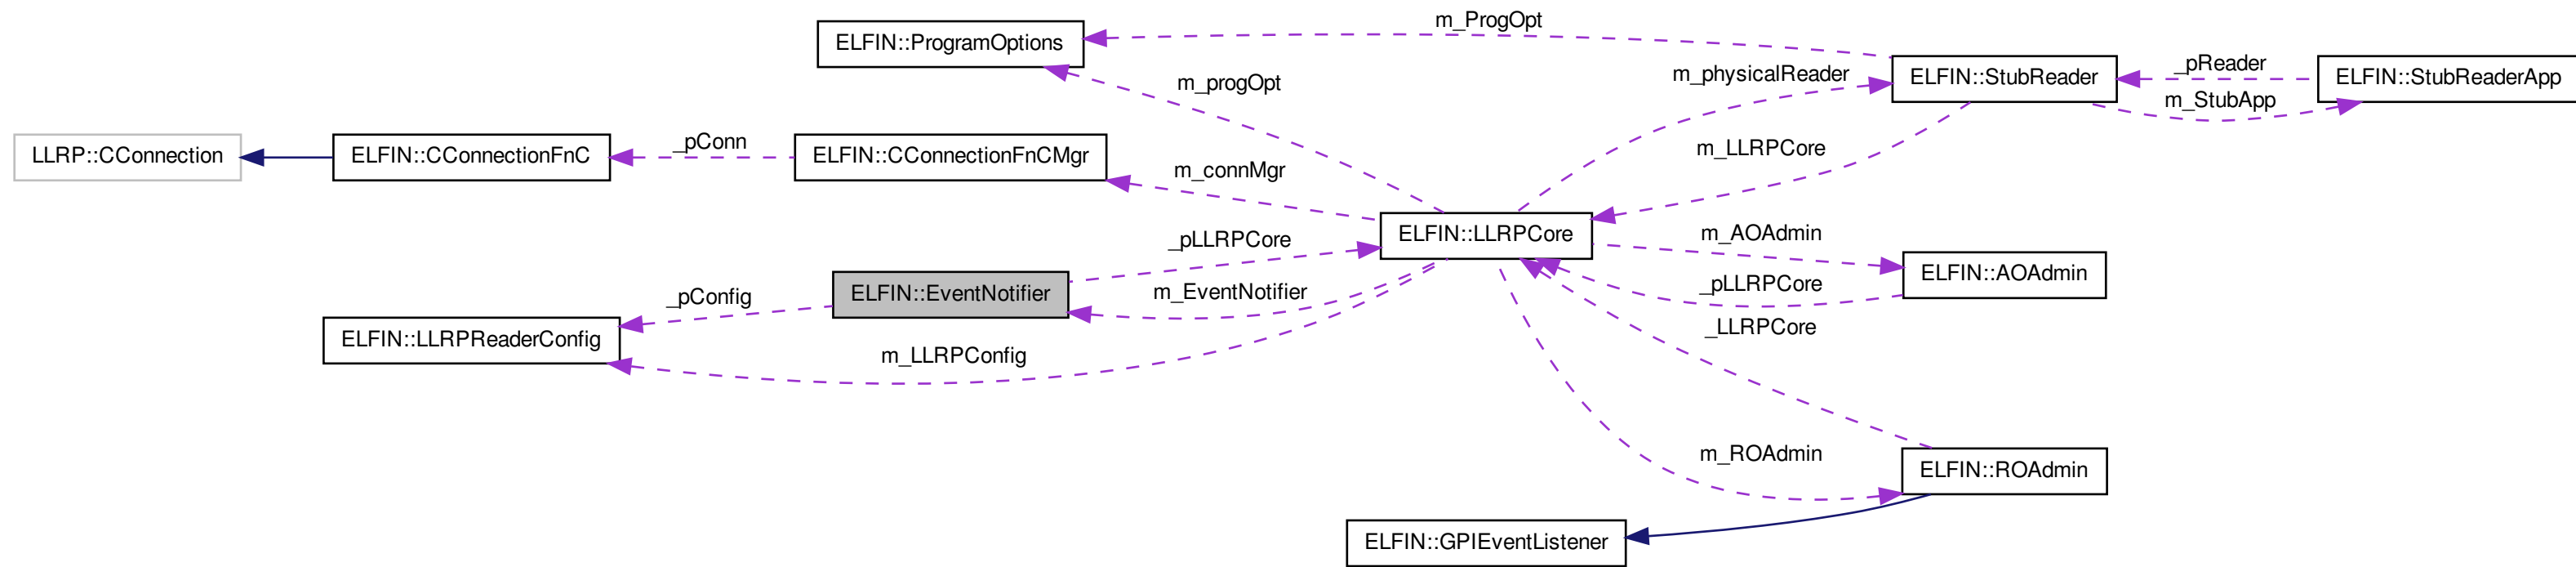 m_ProgOpt
ELFIN::ProgramOptions
_pReader
m_physicalReader
ELFIN::StubReader
ELFIN::StubReaderApp
m_progOpt
m_StubApp
_pConn
m_LLRPCore
LLRP::CConnection
ELFIN::CConnectionFnC
ELFIN::CConnectionFnCMgr
m_connMgr
_pLLRPCore
ELFIN::LLRPCore
m_AOAdmin
ELFIN::AOAdmin
_pConfig
ELFIN::EventNotifier
m_EventNotifier
_pLLRPCore
_LLRPCore
ELFIN::LLRPReaderConfig
m_LLRPConfig
m_ROAdmin
ELFIN::ROAdmin
ELFIN::GPIEventListener